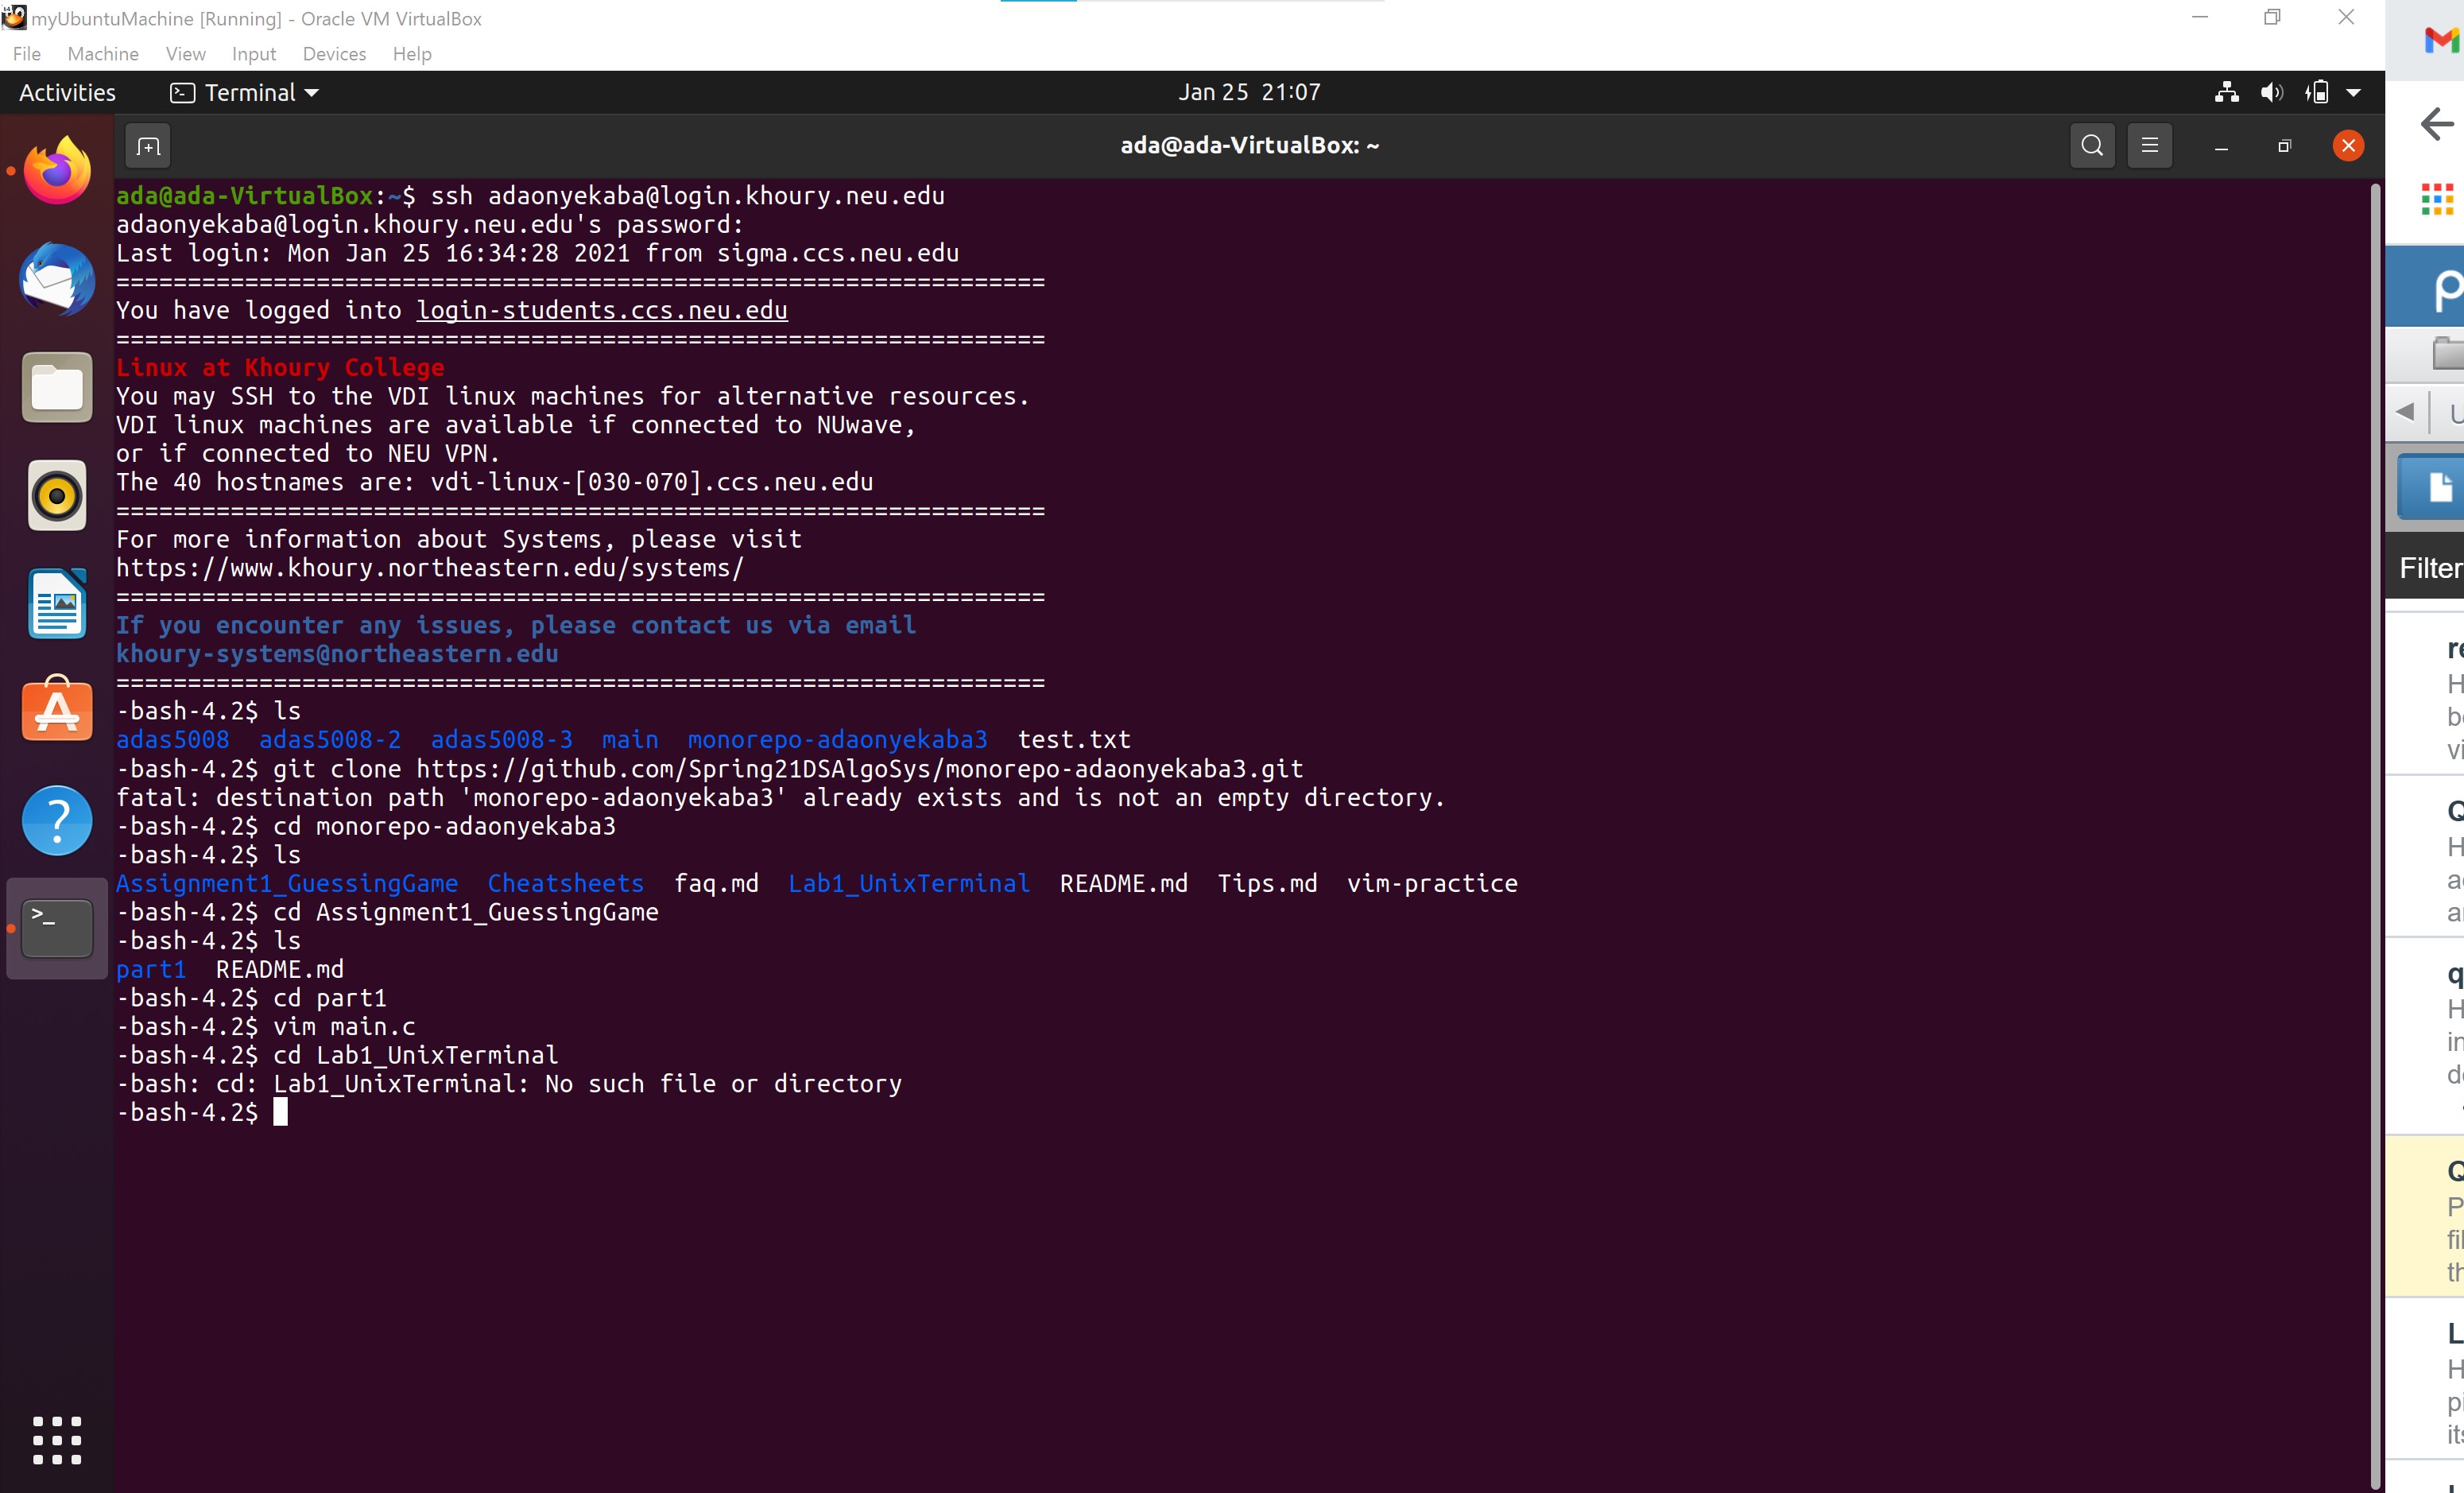 myUbuntuMachine [Running] - Oracle VM VirtualBox
File Machine View Input Devices Help
Activities Terminal Jan 25 21:07
ada@ada-VirtualBox: ~
ada@ada-VirtualBox:~$ ssh adaonyekaba@login.khoury.neu.edu
adaonyekaba@login.khoury.neu.edu's password:
Last login: Mon Jan 25 16:34:28 2021 from sigma.ccs.neu.edu
=================================================================
You have logged into login-students.ccs.neu.edu
=================================================================
Linux at Khoury College
You may SSH to the VDI linux machines for alternative resources.
VDI linux machines are available if connected to NUwave,
or if connected to NEU VPN.
The 40 hostnames are: vdi-linux-[030-070].ccs.neu.edu
=================================================================
For more information about Systems, please visit
https://www.khoury.northeastern.edu/systems/
=================================================================
If you encounter any issues, please contact us via email
khoury-systems@northeastern.edu
=================================================================
-bash-4.2$ ls
adas5008 adas5008-2 adas5008-3 main monorepo-adaonyekaba3 test.txt
-bash-4.2$ git clone https://github.com/Spring21DSAlgoSys/monorepo-adaonyekaba3.git
fatal: destination path 'monorepo-adaonyekaba3' already exists and is not an empty directory.
-bash-4.2$ cd monorepo-adaonyekaba3
-bash-4.2$ ls
Assignment1_GuessingGame Cheatsheets faq.md Lab1_UnixTerminal README.md Tips.md vim-practice
-bash-4.2$ cd Assignment1_GuessingGame
-bash-4.2$ ls
part1 README.md
-bash-4.2$ cd part1
-bash-4.2$ vim main.c
-bash-4.2$ cd Lab1_UnixTerminal
-bash: cd: Lab1_UnixTerminal: No such file or directory
-bash-4.2$
Filter